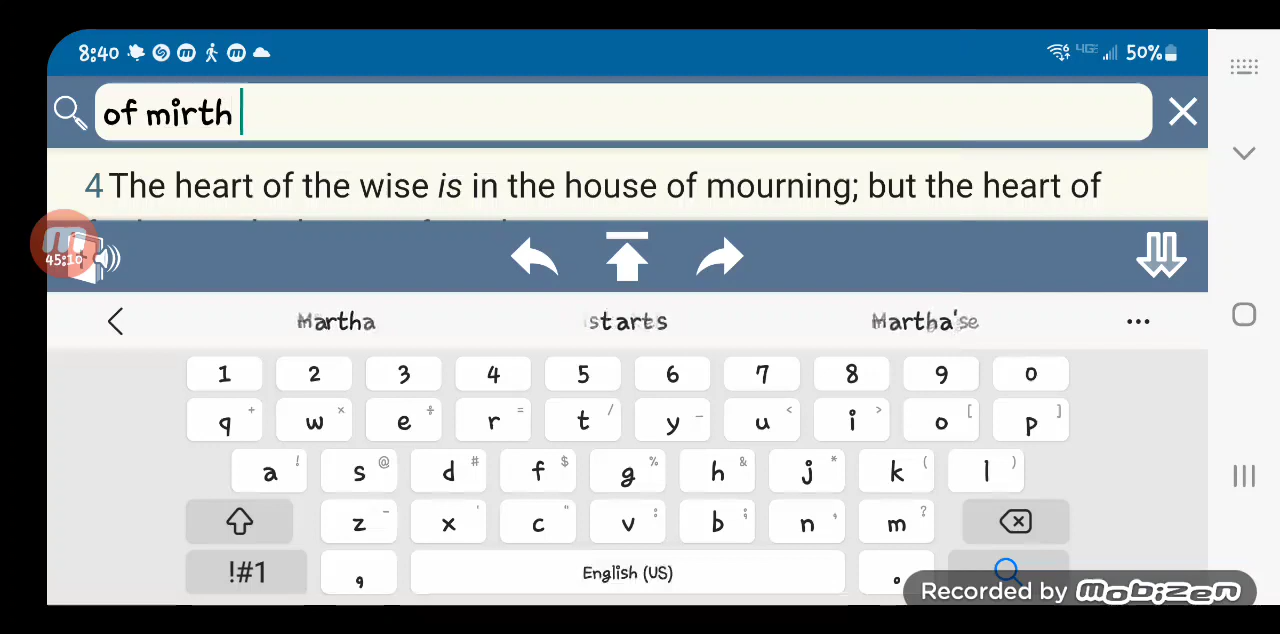 8:40 50%
of mirth
4 The heart of the wise is in the house of mourning; but the heart of
45:10
Martha starts
1 2 3 4 5 6 7 8 9 0
q w e r t y u i o p
a s d f g h j k l
z x c v b n m
!#1 , English (US) .
Recorded by mobizen